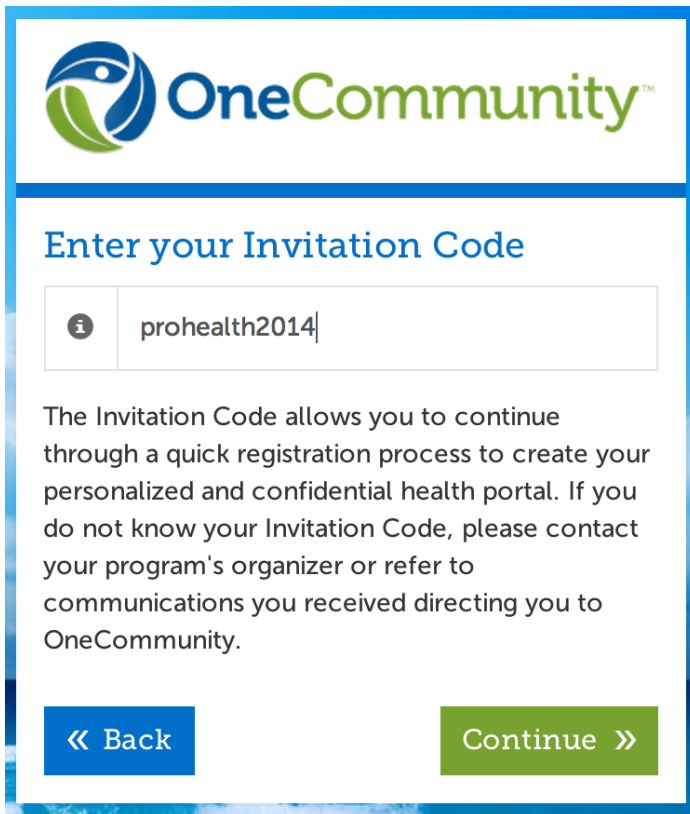 OneCommunity™
Enter your Invitation Code
prohealth2014
The Invitation Code allows you to continue
through a quick registration process to create your
personalized and confidential health portal. If you
do not know your Invitation Code, please contact
your program's organizer or refer to
communications you received directing you to
OneCommunity.
« Back
Continue »